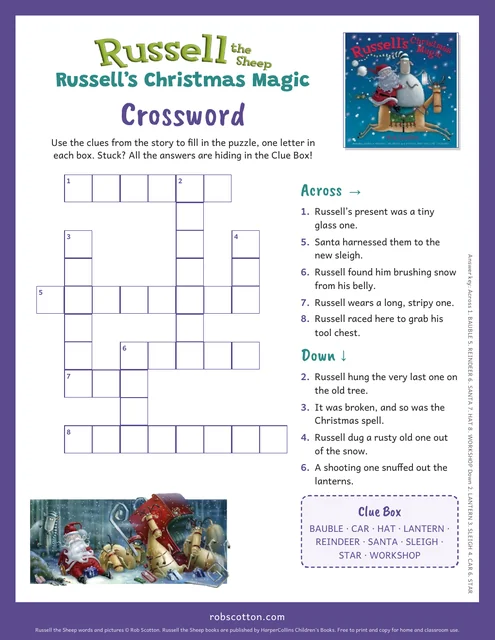 Russell the Sheep
Russell's Christmas Magic
Crossword
Russell's Christmas Magic
Use the clues from the story to fill in the puzzle, one letter in
each box. Stuck? All the answers are hiding in the Clue Box!
1 2
3 4
5
6
7
8
Across →
1. Russell's present was a tiny
glass one.
5. Santa harnessed them to the
new sleigh.
6. Russell found him brushing snow
from his belly.
7. Russell wears a long, stripy one.
8. Russell raced here to grab his
tool chest.
Down ↓
2. Russell hung the very last one on
the old tree.
3. It was broken, and so was the
Christmas spell.
4. Russell dug a rusty old one out
of the snow.
6. A shooting one snuffed out the
lanterns.
Clue Box
BAUBLE · CAR · HAT · LANTERN ·
REINDEER · SANTA · SLEIGH ·
STAR · WORKSHOP
Answer key: Across 1. BAUBLE 5. REINDEER 6. SANTA 7. HAT 8. WORKSHOP Down 2. LANTERN 3. SLEIGH 4. CAR 6. STAR
robscotton.com
Russell the Sheep words and pictures © Rob Scotton. Russell the Sheep books are published by HarperCollins Children's Books. Free to print and copy for home and classroom use.